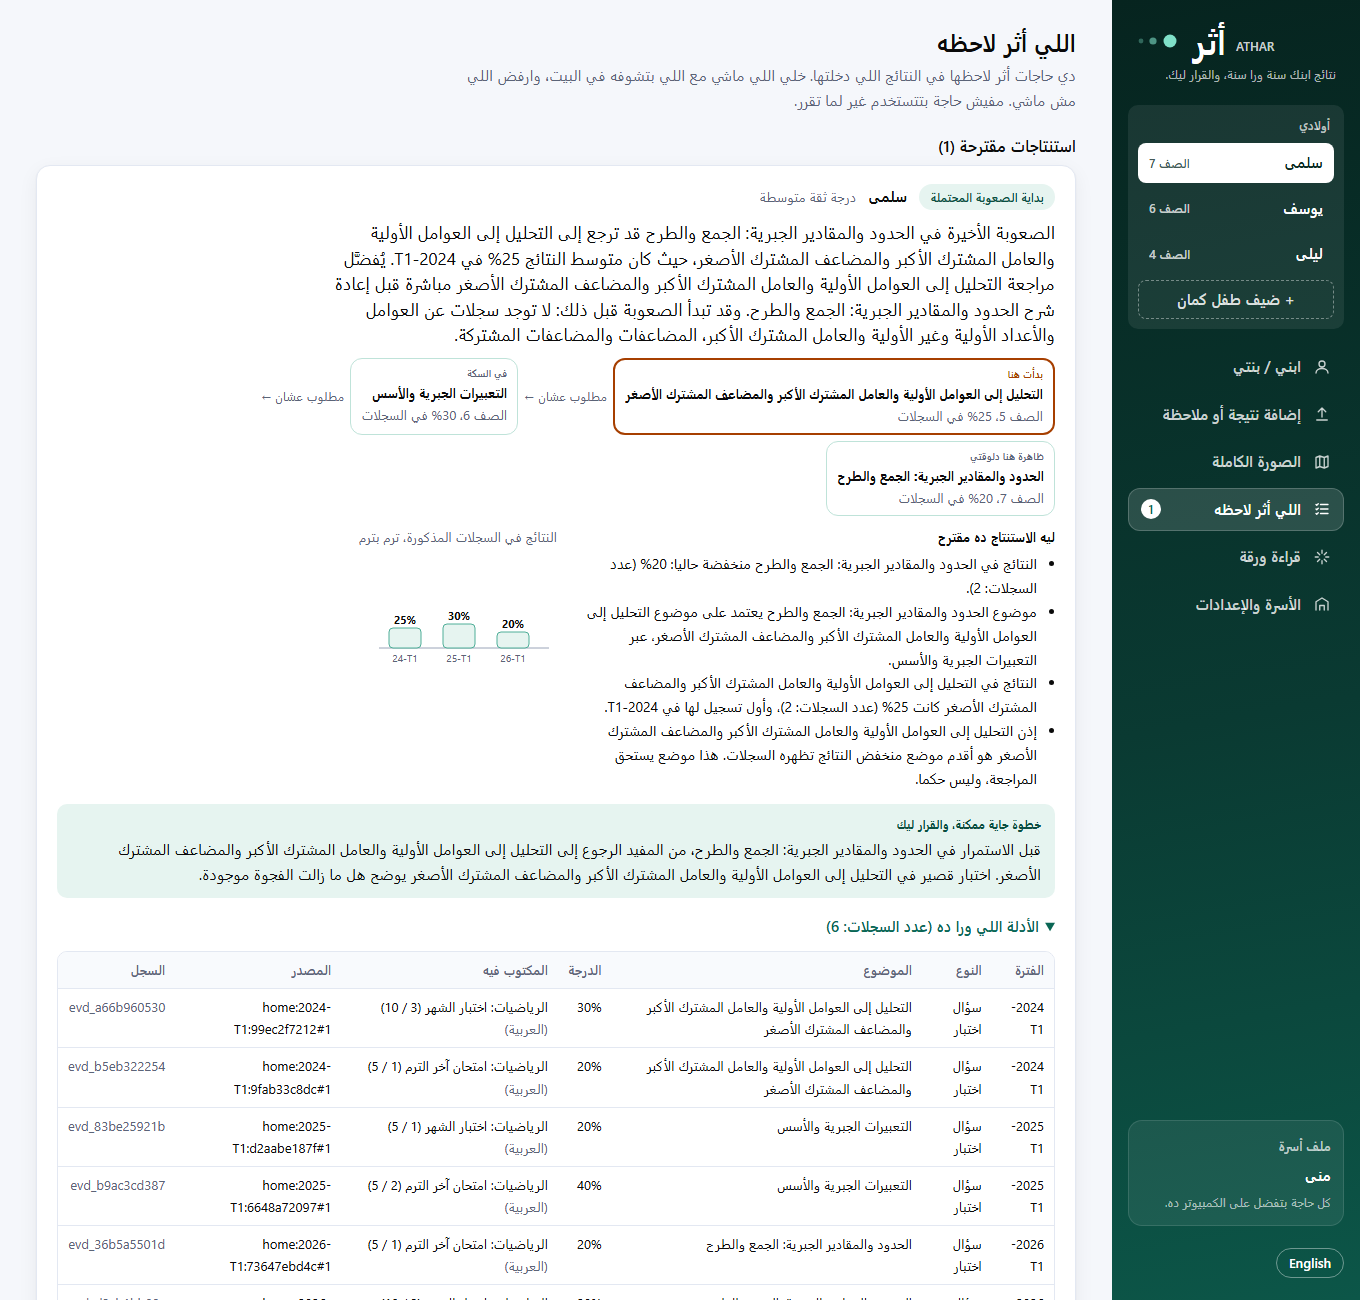 أثر ATHAR
نتائج ابنك سنة ورا سنة، والقرار ليك.
أولادي
سلمى الصف 7
يوسف الصف 6
ليلى الصف 4
+ ضيف طفل كمان
ابني / بنتي
إضافة نتيجة أو ملاحظة
الصورة الكاملة
اللي أثر لاحظه 1
قراءة ورقة
الأسرة والإعدادات
ملف أسرة
منى
كل حاجة بتفضل على الكمبيوتر ده.
English
اللي أثر لاحظه
دي حاجات أثر لاحظها في النتائج اللي دخلتها. خلي اللي ماشي مع اللي بتشوفه في البيت، وارفض اللي
مش ماشي. مفيش حاجة بتتستخدم غير لما تقرر.
استنتاجات مقترحة (1)
بداية الصعوبة المحتملة سلمى درجة ثقة متوسطة
الصعوبة الأخيرة في الحدود والمقادير الجبرية: الجمع والطرح قد ترجع إلى التحليل إلى العوامل الأولية
والعامل المشترك الأكبر والمضاعف المشترك الأصغر، حيث كان متوسط النتائج 25% في 2024-T1. يُفضَّل
مراجعة التحليل إلى العوامل الأولية والعامل المشترك الأكبر والمضاعف المشترك الأصغر مباشرة قبل إعادة
شرح الحدود والمقادير الجبرية: الجمع والطرح. وقد تبدأ الصعوبة قبل ذلك: لا توجد سجلات عن العوامل
والأعداد الأولية وغير الأولية والعامل المشترك الأكبر، المضاعفات والمضاعفات المشتركة.
بدأت هنا
التحليل إلى العوامل الأولية والعامل المشترك الأكبر والمضاعف المشترك الأصغر
الصف 5، 25% في السجلات
مطلوب عشان ←
في السكة
التعبيرات الجبرية والأسس
الصف 6، 30% في السجلات
مطلوب عشان ←
ظاهرة هنا دلوقتي
الحدود والمقادير الجبرية: الجمع والطرح
الصف 7، 20% في السجلات
ليه الاستنتاج ده مقترح
• النتائج في الحدود والمقادير الجبرية: الجمع والطرح منخفضة حاليا: 20% (عدد
السجلات: 2).
• موضوع الحدود والمقادير الجبرية: الجمع والطرح يعتمد على موضوع التحليل إلى
العوامل الأولية والعامل المشترك الأكبر والمضاعف المشترك الأصغر، عبر
التعبيرات الجبرية والأسس.
• النتائج في التحليل إلى العوامل الأولية والعامل المشترك الأكبر والمضاعف
المشترك الأصغر كانت 25% (عدد السجلات: 2)، وأول تسجيل لها في 2024-T1.
• إذن التحليل إلى العوامل الأولية والعامل المشترك الأكبر والمضاعف المشترك
الأصغر هو أقدم موضع منخفض النتائج تظهره السجلات. هذا موضع يستحق
المراجعة، وليس حكما.
النتائج في السجلات المذكورة، ترم بترم
25% 30% 20%
24-T1 25-T1 26-T1
خطوة جاية ممكنة، والقرار ليك
قبل الاستمرار في الحدود والمقادير الجبرية: الجمع والطرح، من المفيد الرجوع إلى التحليل إلى العوامل الأولية والعامل المشترك الأكبر والمضاعف المشترك
الأصغر. اختبار قصير في التحليل إلى العوامل الأولية والعامل المشترك الأكبر والمضاعف المشترك الأصغر يوضح هل ما زالت الفجوة موجودة.
▼ الأدلة اللي ورا ده (عدد السجلات: 6)
الفترة النوع الموضوع الدرجة المكتوب فيه المصدر السجل
2024-T1 سؤال اختبار التحليل إلى العوامل الأولية والعامل المشترك الأكبر والمضاعف المشترك الأصغر 30% الرياضيات: اختبار الشهر (3 / 10) (العربية) home:2024-T1:99ec2f7212#1 evd_a66b960530
2024-T1 سؤال اختبار التحليل إلى العوامل الأولية والعامل المشترك الأكبر والمضاعف المشترك الأصغر 20% الرياضيات: امتحان آخر الترم (1 / 5) (العربية) home:2024-T1:9fab33c8dc#1 evd_b5eb322254
2025-T1 سؤال اختبار التعبيرات الجبرية والأسس 20% الرياضيات: اختبار الشهر (1 / 5) (العربية) home:2025-T1:d2aabe187f#1 evd_83be25921b
2025-T1 سؤال اختبار التعبيرات الجبرية والأسس 40% الرياضيات: امتحان آخر الترم (2 / 5) (العربية) home:2025-T1:6648a72097#1 evd_b9ac3cd387
2026-T1 سؤال اختبار الحدود والمقادير الجبرية: الجمع والطرح 20% الرياضيات: امتحان آخر الترم (1 / 5) (العربية) home:2026-T1:73647ebd4c#1 evd_36b5a5501d